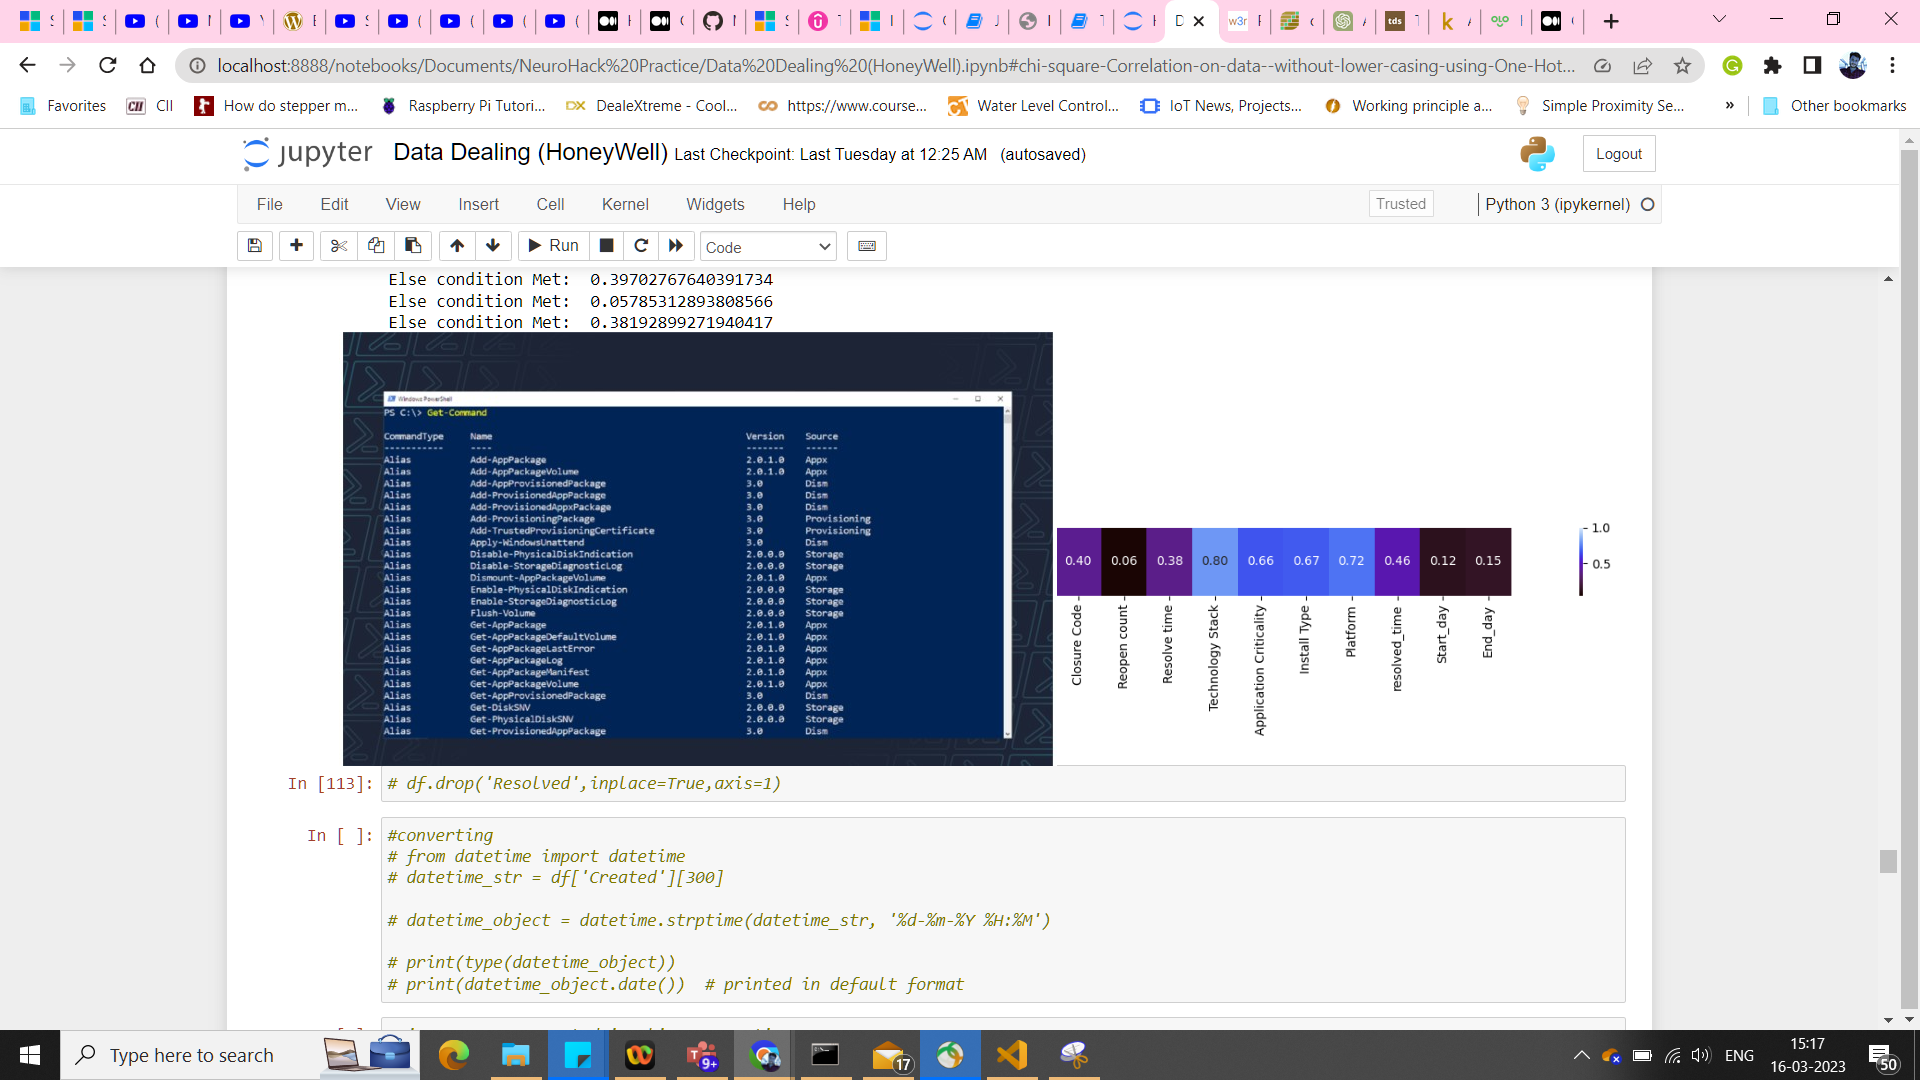 localhost:8888/notebooks/Documents/NeuroHack%20Practice/Data%20Dealing%20(HoneyWell).ipynb#chi-square-Correlation-on-data--without-lower-casing-using-One-Hot...
Favorites CII How do stepper m... Raspberry Pi Tutori... DX DealeXtreme - Cool... https://www.course... Water Level Control... IoT News, Projects... Working principle a... Simple Proximity Se... » Other bookmarks
jupyter Data Dealing (HoneyWell) Last Checkpoint: Last Tuesday at 12:25 AM (autosaved) Logout
File Edit View Insert Cell Kernel Widgets Help Trusted Python 3 (ipykernel)
Run Code
Else condition Met: 0.39702767640391734
Else condition Met: 0.05785312893808566
Else condition Met: 0.38192899271940417
Windows PowerShell
PS C:\> Get-Command
CommandType Name Version Source
----------- ---- ------- ------
Alias Add-AppPackage 2.0.1.0 Appx
Alias Add-AppPackageVolume 2.0.1.0 Appx
Alias Add-AppProvisionedPackage 3.0 Dism
Alias Add-ProvisionedAppPackage 3.0 Dism
Alias Add-ProvisionedAppxPackage 3.0 Dism
Alias Add-ProvisioningPackage 3.0 Provisioning
Alias Add-TrustedProvisioningCertificate 3.0 Provisioning
Alias Apply-WindowsUnattend 3.0 Dism
Alias Disable-PhysicalDiskIndication 2.0.0.0 Storage
Alias Disable-StorageDiagnosticLog 2.0.0.0 Storage
Alias Dismount-AppPackageVolume 2.0.1.0 Appx
Alias Enable-PhysicalDiskIndication 2.0.0.0 Storage
Alias Enable-StorageDiagnosticLog 2.0.0.0 Storage
Alias Flush-Volume 2.0.0.0 Storage
Alias Get-AppPackage 2.0.1.0 Appx
Alias Get-AppPackageDefaultVolume 2.0.1.0 Appx
Alias Get-AppPackageLastError 2.0.1.0 Appx
Alias Get-AppPackageLog 2.0.1.0 Appx
Alias Get-AppPackageManifest 2.0.1.0 Appx
Alias Get-AppPackageVolume 2.0.1.0 Appx
Alias Get-AppProvisionedPackage 3.0 Dism
Alias Get-DiskSNV 2.0.0.0 Storage
Alias Get-PhysicalDiskSNV 2.0.0.0 Storage
Alias Get-ProvisionedAppPackage 3.0 Dism
0.40 0.06 0.38 0.80 0.66 0.67 0.72 0.46 0.12 0.15
1.0
0.5
Closure Code
Reopen count
Resolve time
Technology Stack
Application Criticality
Install Type
Platform
resolved_time
Start_day
End_day
In [113]: # df.drop('Resolved',inplace=True,axis=1)
In [ ]: #converting
# from datetime import datetime
# datetime_str = df['Created'][300]
# datetime_object = datetime.strptime(datetime_str, '%d-%m-%Y %H:%M')
# print(type(datetime_object))
# print(datetime_object.date()) # printed in default format
Type here to search
9+
17
ENG
15:17
16-03-2023
50